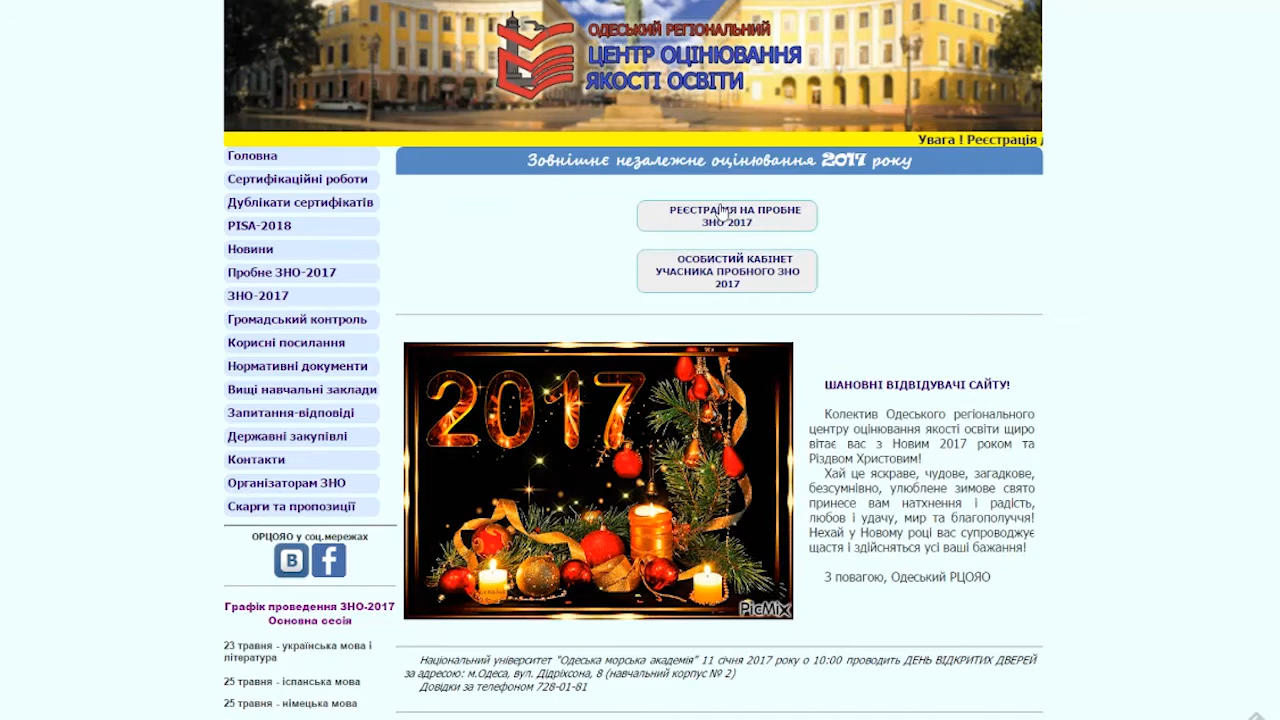 ОДЕСЬКИЙ РЕГІОНАЛЬНИЙ
ЦЕНТР ОЦІНЮВАННЯ
ЯКОСТІ ОСВІТИ
Увага ! Реєстрація
Головна
Сертифікаційні роботи
Дублікати сертифікатів
PISA-2018
Новини
Пробне ЗНО-2017
ЗНО-2017
Громадський контроль
Корисні посилання
Нормативні документи
Вищі навчальні заклади
Запитання-відповіді
Державні закупівлі
Контакти
Організаторам ЗНО
Скарги та пропозиції
ОРЦОЯО у соц.мережах
В f
Графік проведення ЗНО-2017
Основна сесія
23 травня - українська мова і
література
25 травня - іспанська мова
25 травня - німецька мова
Зовнішнє незалежне оцінювання 2017 року
РЕЄСТРАЦІЯ НА ПРОБНЕ
ЗНО 2017
ОСОБИСТИЙ КАБІНЕТ
УЧАСНИКА ПРОБНОГО ЗНО
2017
2017
PicMix
ШАНОВНІ ВІДВІДУВАЧІ САЙТУ!
Колектив Одеського регіонального
центру оцінювання якості освіти щиро
вітає вас з Новим 2017 роком та
Різдвом Христовим!
Хай це яскраве, чудове, загадкове,
безсумнівно, улюблене зимове свято
принесе вам натхнення і радість,
любов і удачу, мир та благополуччя!
Нехай у Новому році вас супроводжує
щастя і здійсняться усі ваші бажання!
З повагою, Одеський РЦОЯО
Національний університет "Одеська морська академія" 11 січня 2017 року о 10:00 проводить ДЕНЬ ВІДКРИТИХ ДВЕРЕЙ
за адресою: м.Одеса, вул. Дідріхсона, 8 (навчальний корпус № 2)
Довідки за телефоном 728-01-81